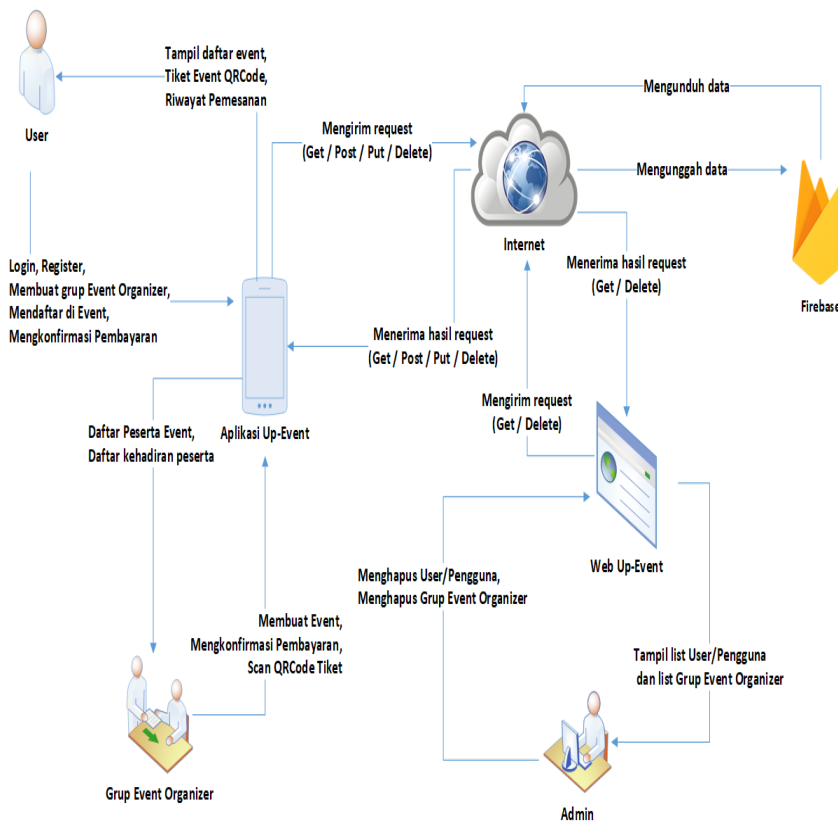 Tampil daftar event,
Tiket Event QRCode,
Riwayat Pemesanan
User
Mengirim request
(Get / Post / Put / Delete)
Mengunduh data
Mengunggah data
Internet
Firebase
Login, Register,
Membuat grup Event Organizer,
Mendaftar di Event,
Mengkonfirmasi Pembayaran
Menerima hasil request
(Get / Delete)
Menerima hasil request
(Get / Post / Put / Delete)
Mengirim request
(Get / Delete)
Aplikasi Up-Event
Daftar Peserta Event,
Daftar kehadiran peserta
Web Up-Event
Menghapus User/Pengguna,
Menghapus Grup Event Organizer
Membuat Event,
Mengkonfirmasi Pembayaran,
Scan QRCode Tiket
Tampil list User/Pengguna
dan list Grup Event Organizer
Grup Event Organizer
Admin